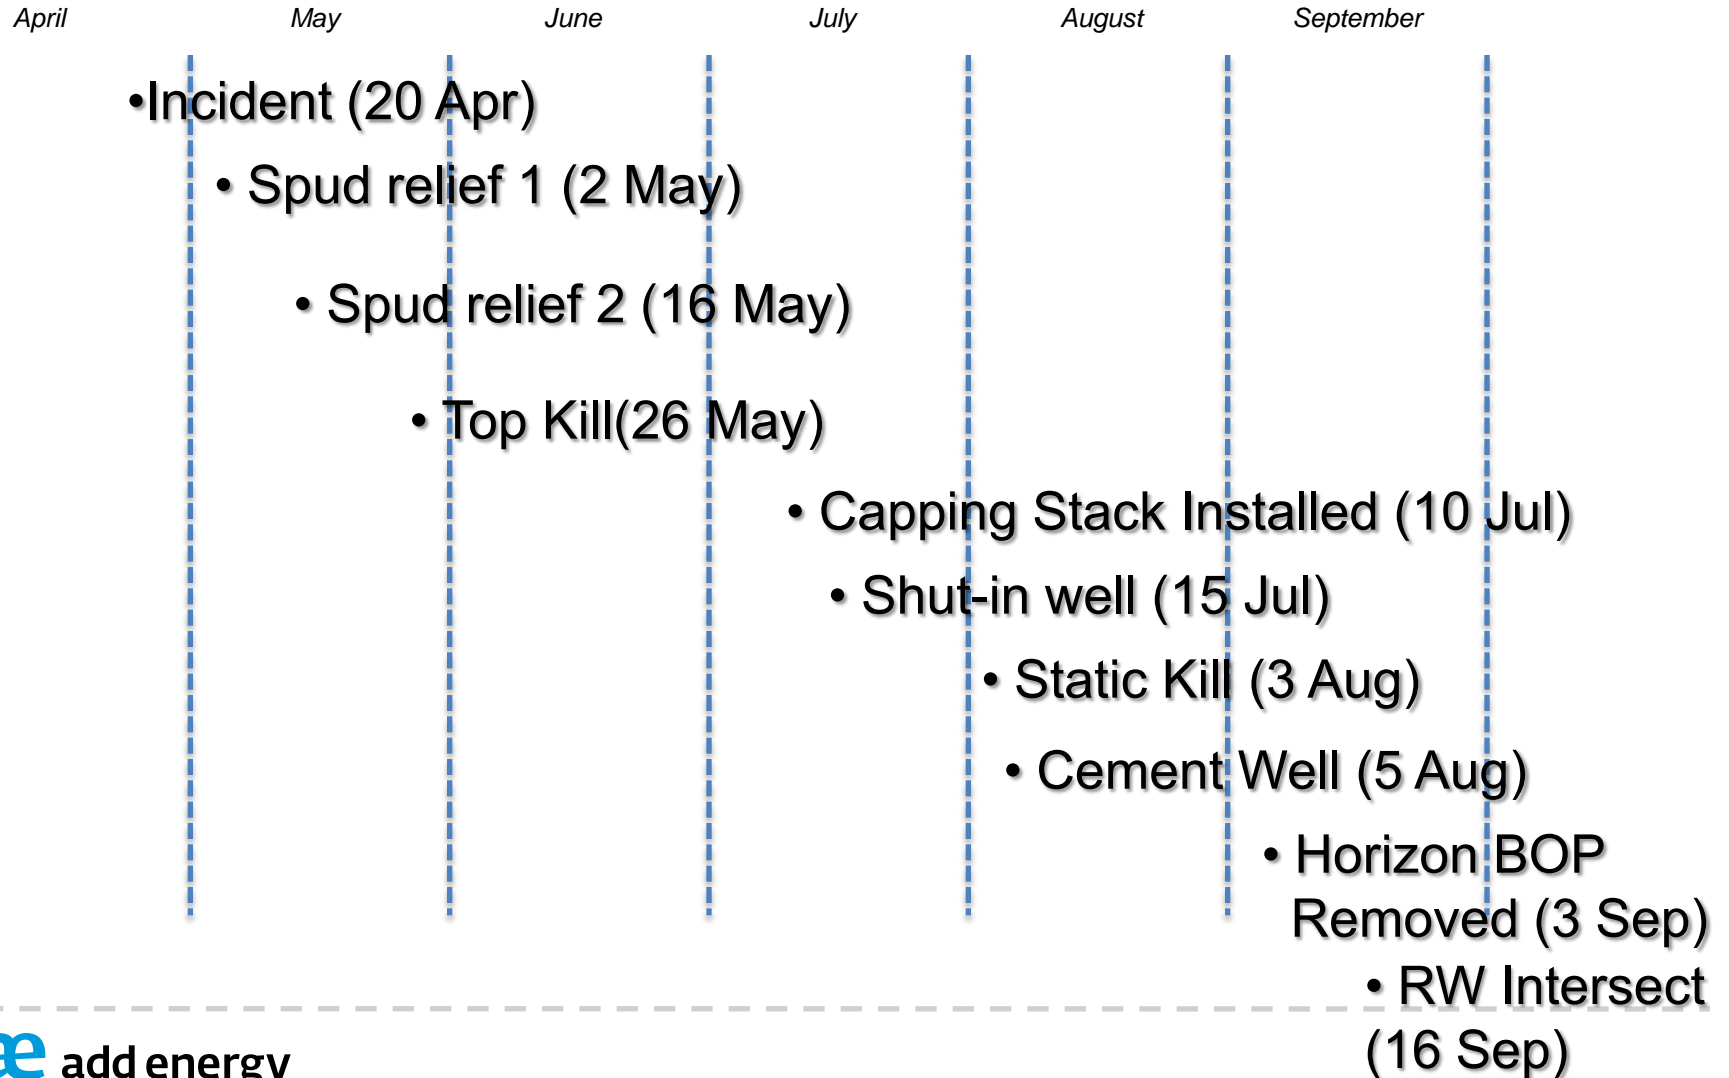 April May June July August September
•Incident (20 Apr)
• Spud relief 1 (2 May)
• Spud relief 2 (16 May)
• Top Kill(26 May)
• Capping Stack Installed (10 Jul)
• Shut-in well (15 Jul)
• Static Kill (3 Aug)
• Cement Well (5 Aug)
• Horizon BOP
Removed (3 Sep)
• RW Intersect
(16 Sep)
æ add energy